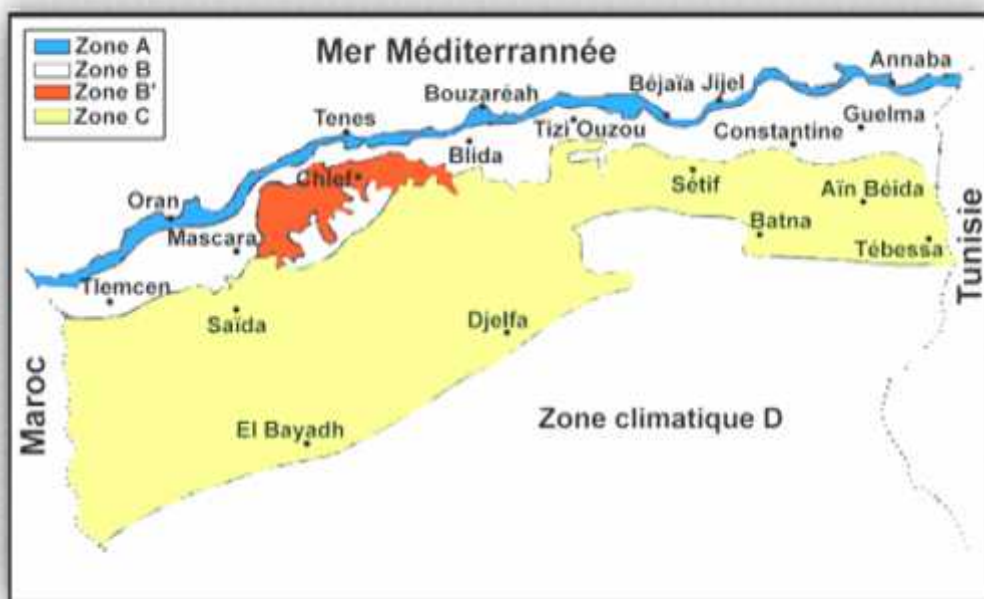 Zone A
Zone B
Zone B'
Zone C
Mer Méditerrannée
Annaba
Béjaïa Jijel
Bouzaréah
Guelma
Tenes
Tizi Ouzou
Constantine
Blida
Chlef
Sétif
Aïn Béida
Oran
Batna
Mascara
Tébessa
Tunisie
Tlemcen
Saïda
Djelfa
Maroc
Zone climatique D
El Bayadh